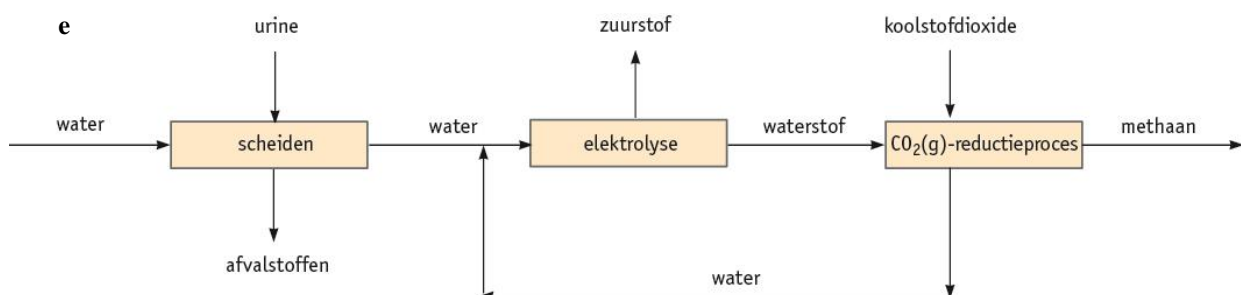 e
urine
zuurstof
koolstofdioxide
water
scheiden
water
elektrolyse
waterstof
CO₂(g)-reductieproces
methaan
afvalstoffen
water